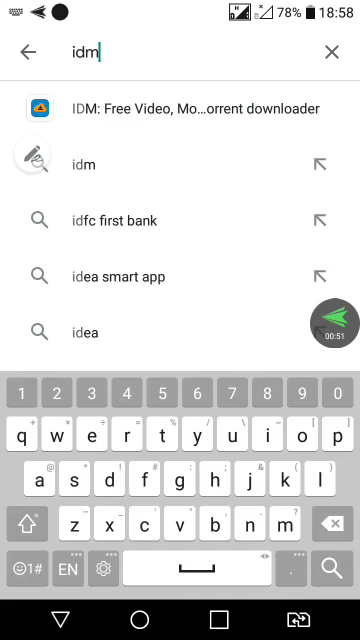 78% 18:58
idm
IDM: Free Video, Mo...orrent downloader
idm
idfc first bank
idea smart app
idea
00:51
1 2 3 4 5 6 7 8 9 0
q w e r t y u i o p
a s d f g h j k l
z x c v b n m
1# EN .